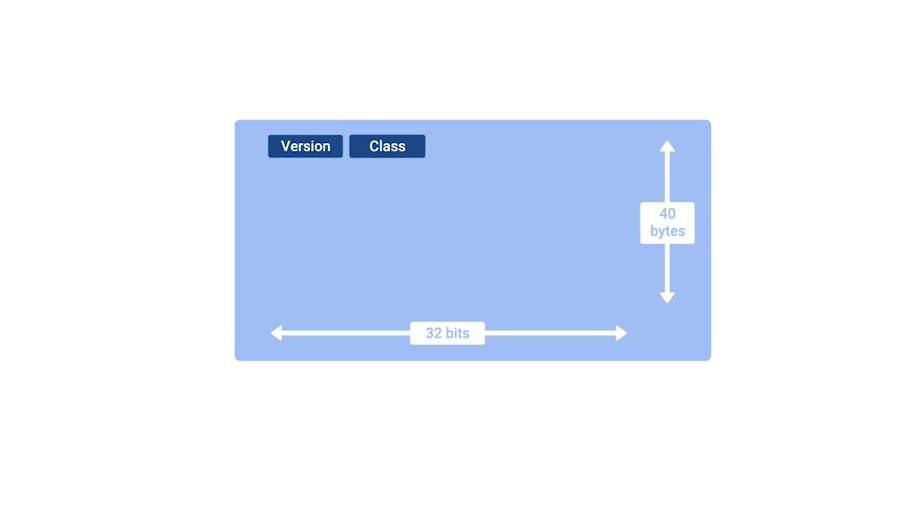 Version Class
40
bytes
32 bits